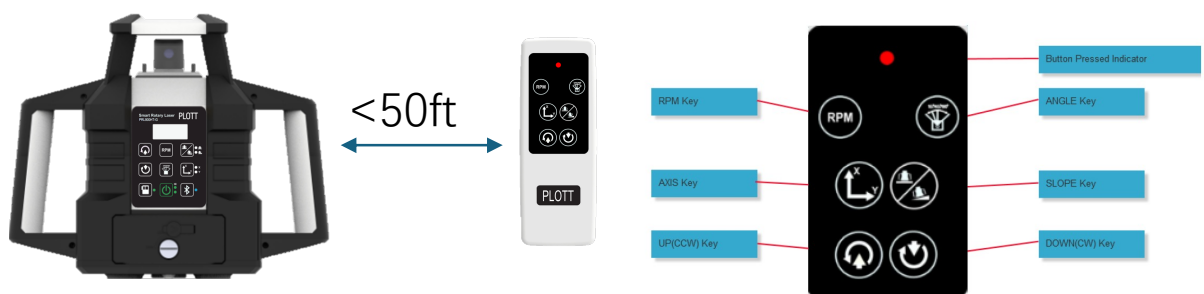 Smart Rotary Laser
PLOTT
RPM
<50ft
RPM
X
Y
PLOTT
Button Pressed Indicator
RPM Key
ANGLE Key
RPM
AXIS Key
X
Y
SLOPE Key
UP(CCW) Key
DOWN(CW) Key